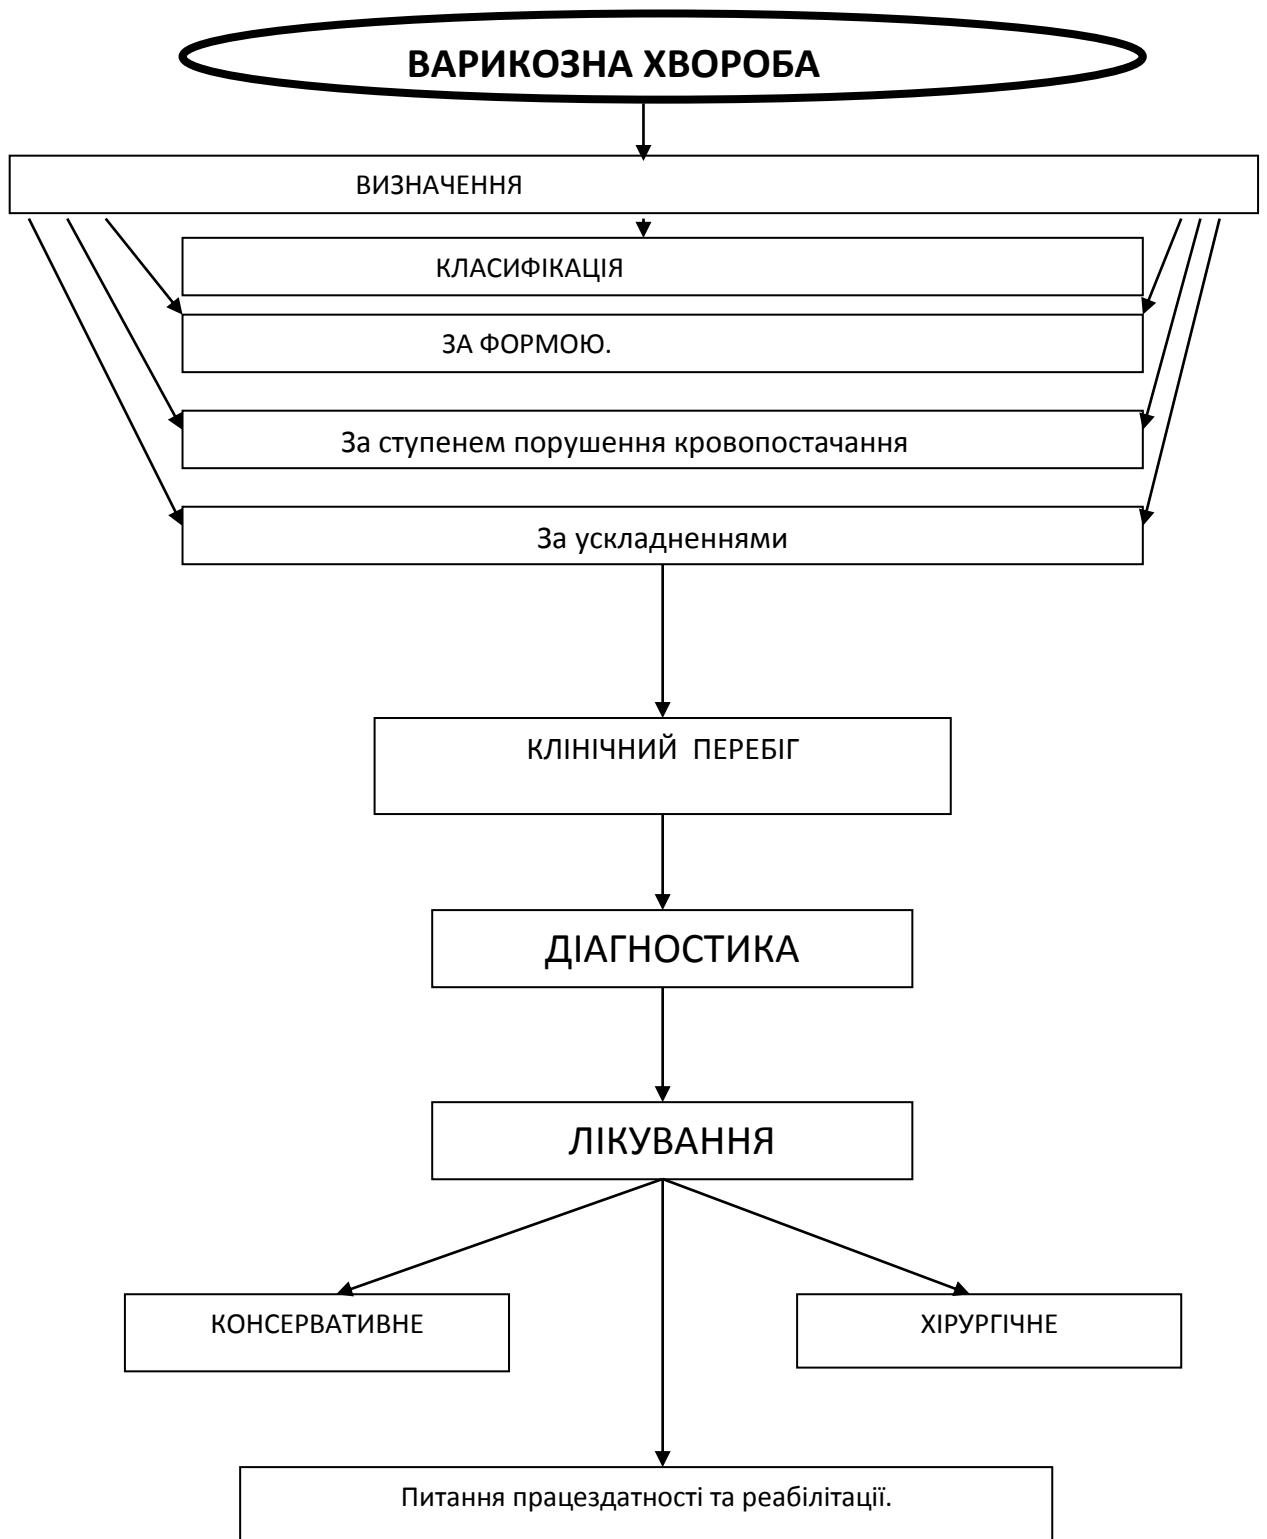 ВАРИКОЗНА ХВОРОБА
ВИЗНАЧЕННЯ
КЛАСИФІКАЦІЯ
ЗА ФОРМОЮ.
За ступенем порушення кровопостачання
За ускладненнями
КЛІНІЧНИЙ ПЕРЕБІГ
ДІАГНОСТИКА
ЛІКУВАННЯ
КОНСЕРВАТИВНЕ
ХІРУРГІЧНЕ
Питання працездатності та реабілітації.